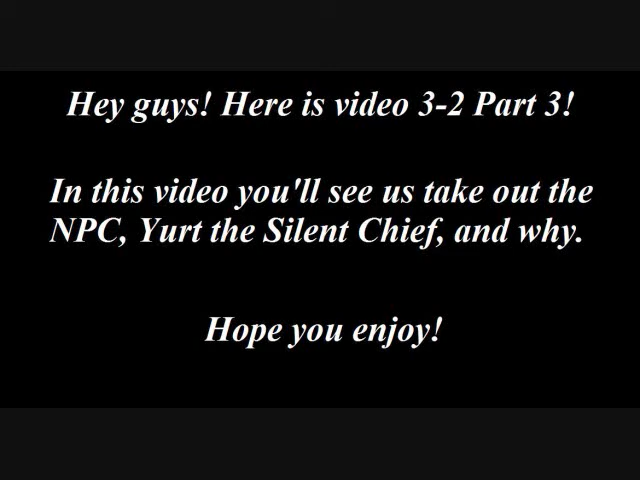 Hey guys! Here is video 3-2 Part 3!
In this video you'll see us take out the
NPC, Yurt the Silent Chief, and why.
Hope you enjoy!